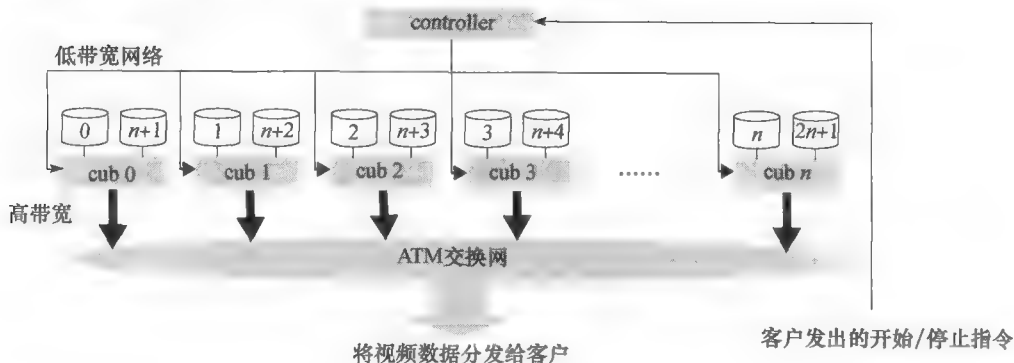 controller
低带宽网络
0 n+1 1 n+2 2 n+3 3 n+4 n 2n+1
cub 0 cub 1 cub 2 cub 3 …… cub n
高带宽
ATM交换网
客户发出的开始/停止指令
将视频数据分发给客户